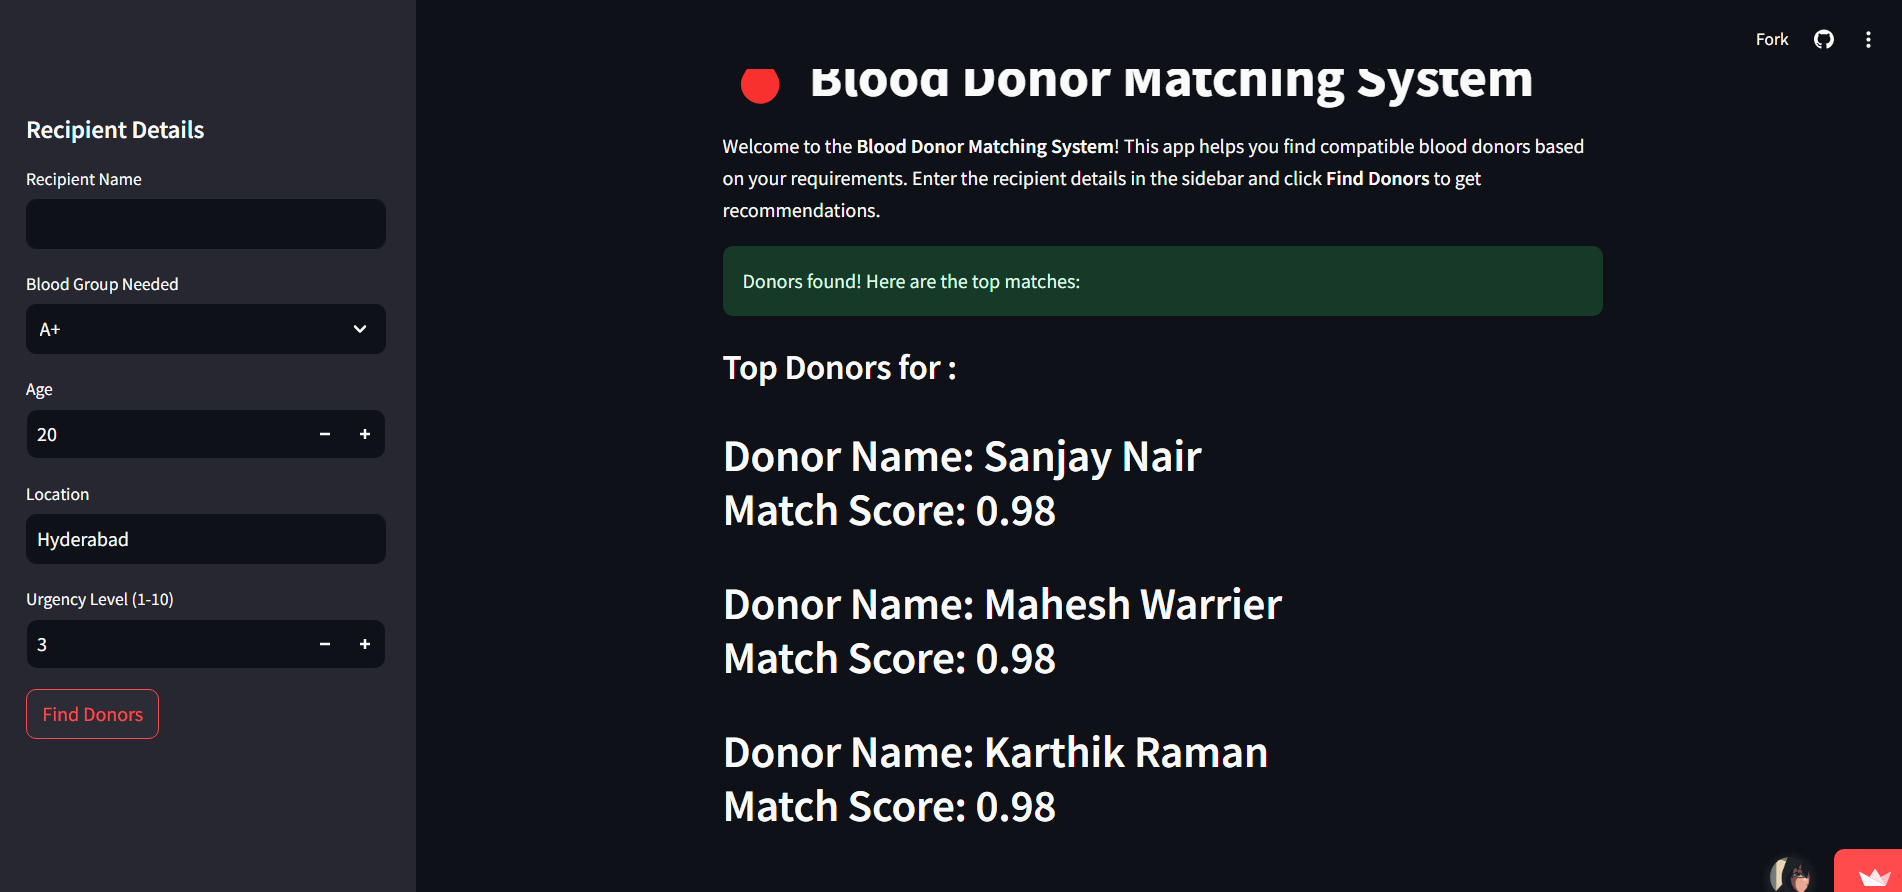 Fork
Recipient Details
Recipient Name
Blood Group Needed
A+
Age
20
Location
Hyderabad
Urgency Level (1-10)
3
Find Donors
Blood Donor Matching System
Welcome to the Blood Donor Matching System! This app helps you find compatible blood donors based
on your requirements. Enter the recipient details in the sidebar and click Find Donors to get
recommendations.
Donors found! Here are the top matches:
Top Donors for :
Donor Name: Sanjay Nair
Match Score: 0.98
Donor Name: Mahesh Warrier
Match Score: 0.98
Donor Name: Karthik Raman
Match Score: 0.98